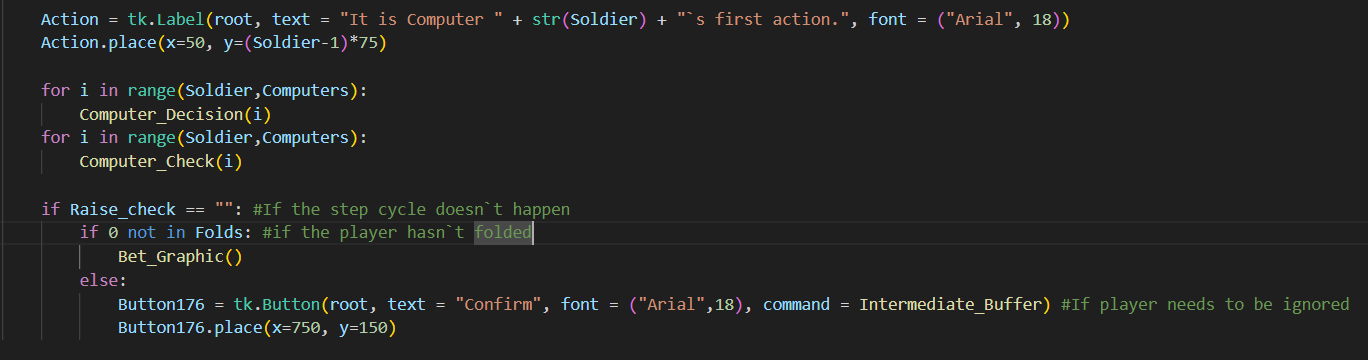 Action = tk.Label(root, text = "It is Computer " + str(Soldier) + "`s first action.", font = ("Arial", 18))
Action.place(x=50, y=(Soldier-1)*75)
for i in range(Soldier,Computers):
Computer_Decision(i)
for i in range(Soldier,Computers):
Computer_Check(i)
if Raise_check == "": #If the step cycle doesn`t happen
if 0 not in Folds: #if the player hasn`t folded
Bet_Graphic()
else:
Button176 = tk.Button(root, text = "Confirm", font = ("Arial",18), command = Intermediate_Buffer) #If player needs to be ignored
Button176.place(x=750, y=150)